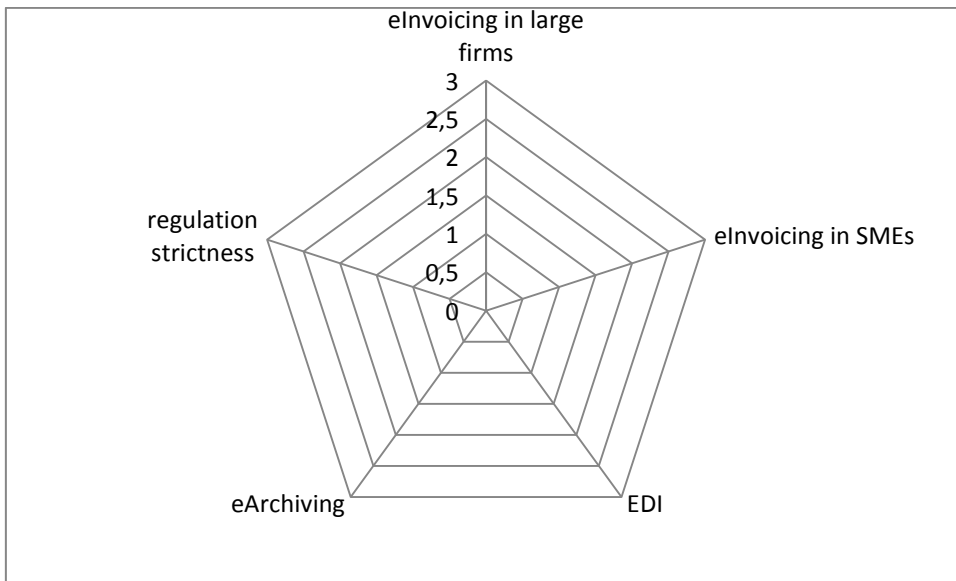 eInvoicing in large
firms
3
2,5
2
1,5
1
0,5
0
eInvoicing in SMEs
EDI
eArchiving
regulation
strictness